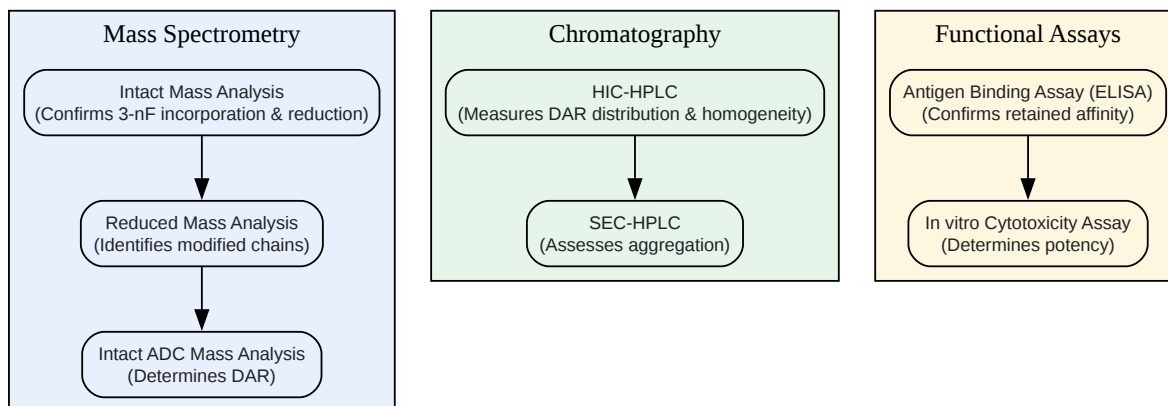 Mass Spectrometry
Intact Mass Analysis
(Confirms 3-nF incorporation & reduction)
Reduced Mass Analysis
(Identifies modified chains)
Intact ADC Mass Analysis
(Determines DAR)
Chromatography
HIC-HPLC
(Measures DAR distribution & homogeneity)
SEC-HPLC
(Assesses aggregation)
Functional Assays
Antigen Binding Assay (ELISA)
(Confirms retained affinity)
In vitro Cytotoxicity Assay
(Determines potency)